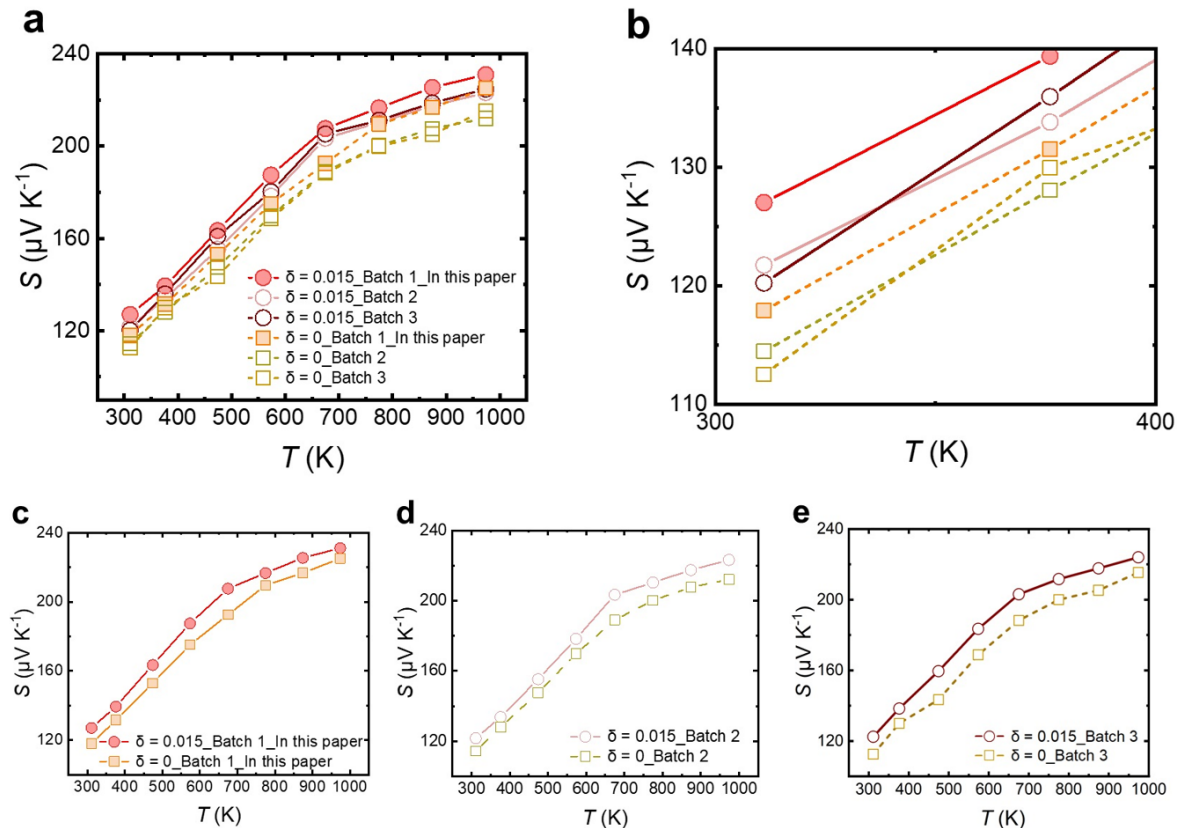 a
240
200
160
120
S (µV K⁻¹)
δ = 0.015_Batch 1_In this paper
δ = 0.015_Batch 2
δ = 0.015_Batch 3
δ = 0_Batch 1_In this paper
δ = 0_Batch 2
δ = 0_Batch 3
300 400 500 600 700 800 900 1000
T (K)
b
140
130
120
110
S (µV K⁻¹)
300 400
T (K)
c
240
200
160
120
S (µV K⁻¹)
δ = 0.015_Batch 1_In this paper
δ = 0_Batch 1_In this paper
300 400 500 600 700 800 900 1000
T (K)
d
240
200
160
120
S (µV K⁻¹)
δ = 0.015_Batch 2
δ = 0_Batch 2
300 400 500 600 700 800 900 1000
T (K)
e
240
200
160
120
S (µV K⁻¹)
δ = 0.015_Batch 3
δ = 0_Batch 3
300 400 500 600 700 800 900 1000
T (K)